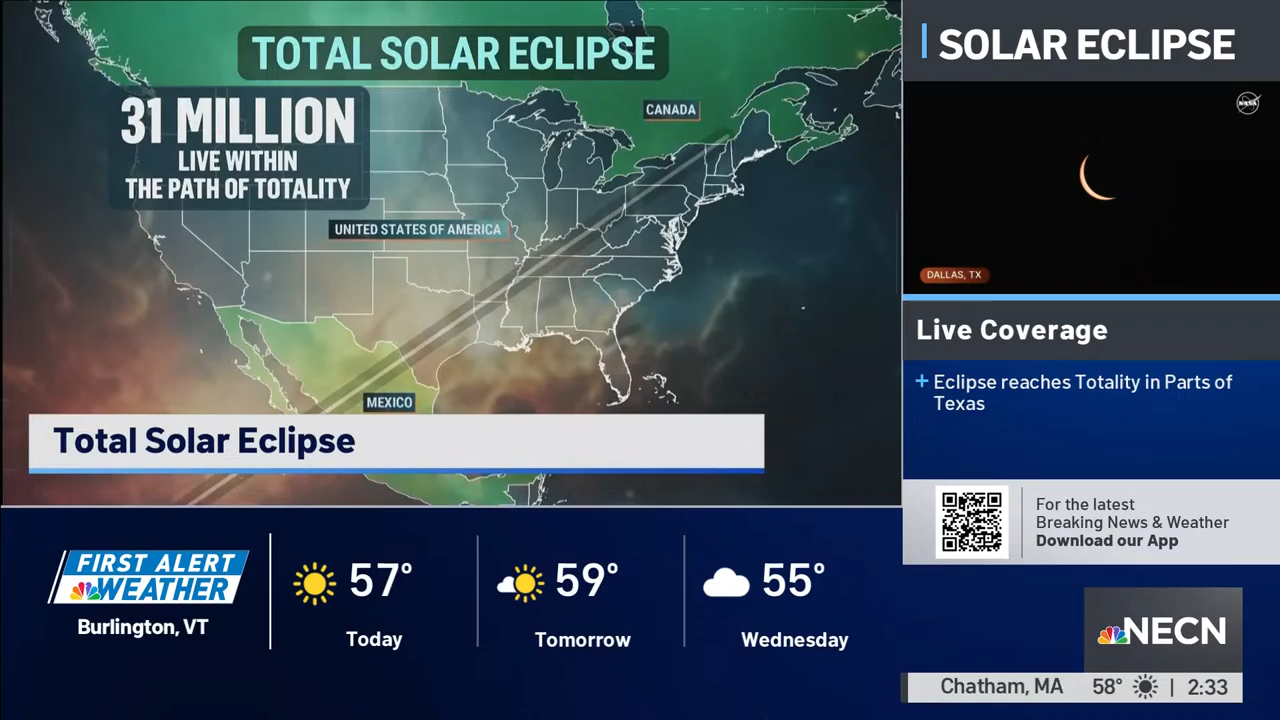 TOTAL SOLAR ECLIPSE
31 MILLION
LIVE WITHIN
THE PATH OF TOTALITY
CANADA
UNITED STATES OF AMERICA
MEXICO
Total Solar Eclipse
SOLAR ECLIPSE
NASA
DALLAS, TX
Live Coverage
+ Eclipse reaches Totality in Parts of
Texas
For the latest
Breaking News & Weather
Download our App
FIRST ALERT
WEATHER
Burlington, VT
57°
Today
59°
Tomorrow
55°
Wednesday
NECN
Chatham, MA 58° | 2:33